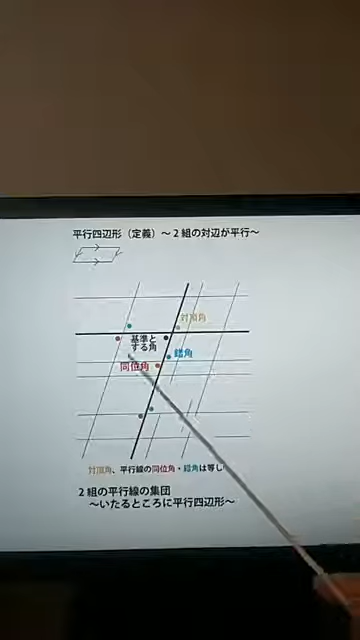 平行四辺形（定義）～２組の対辺が平行～
対頂角
基準と
する角
錯角
同位角
対頂角、平行線の同位角・錯角は等し
２組の平行線の集団
～いたるところに平行四辺形～